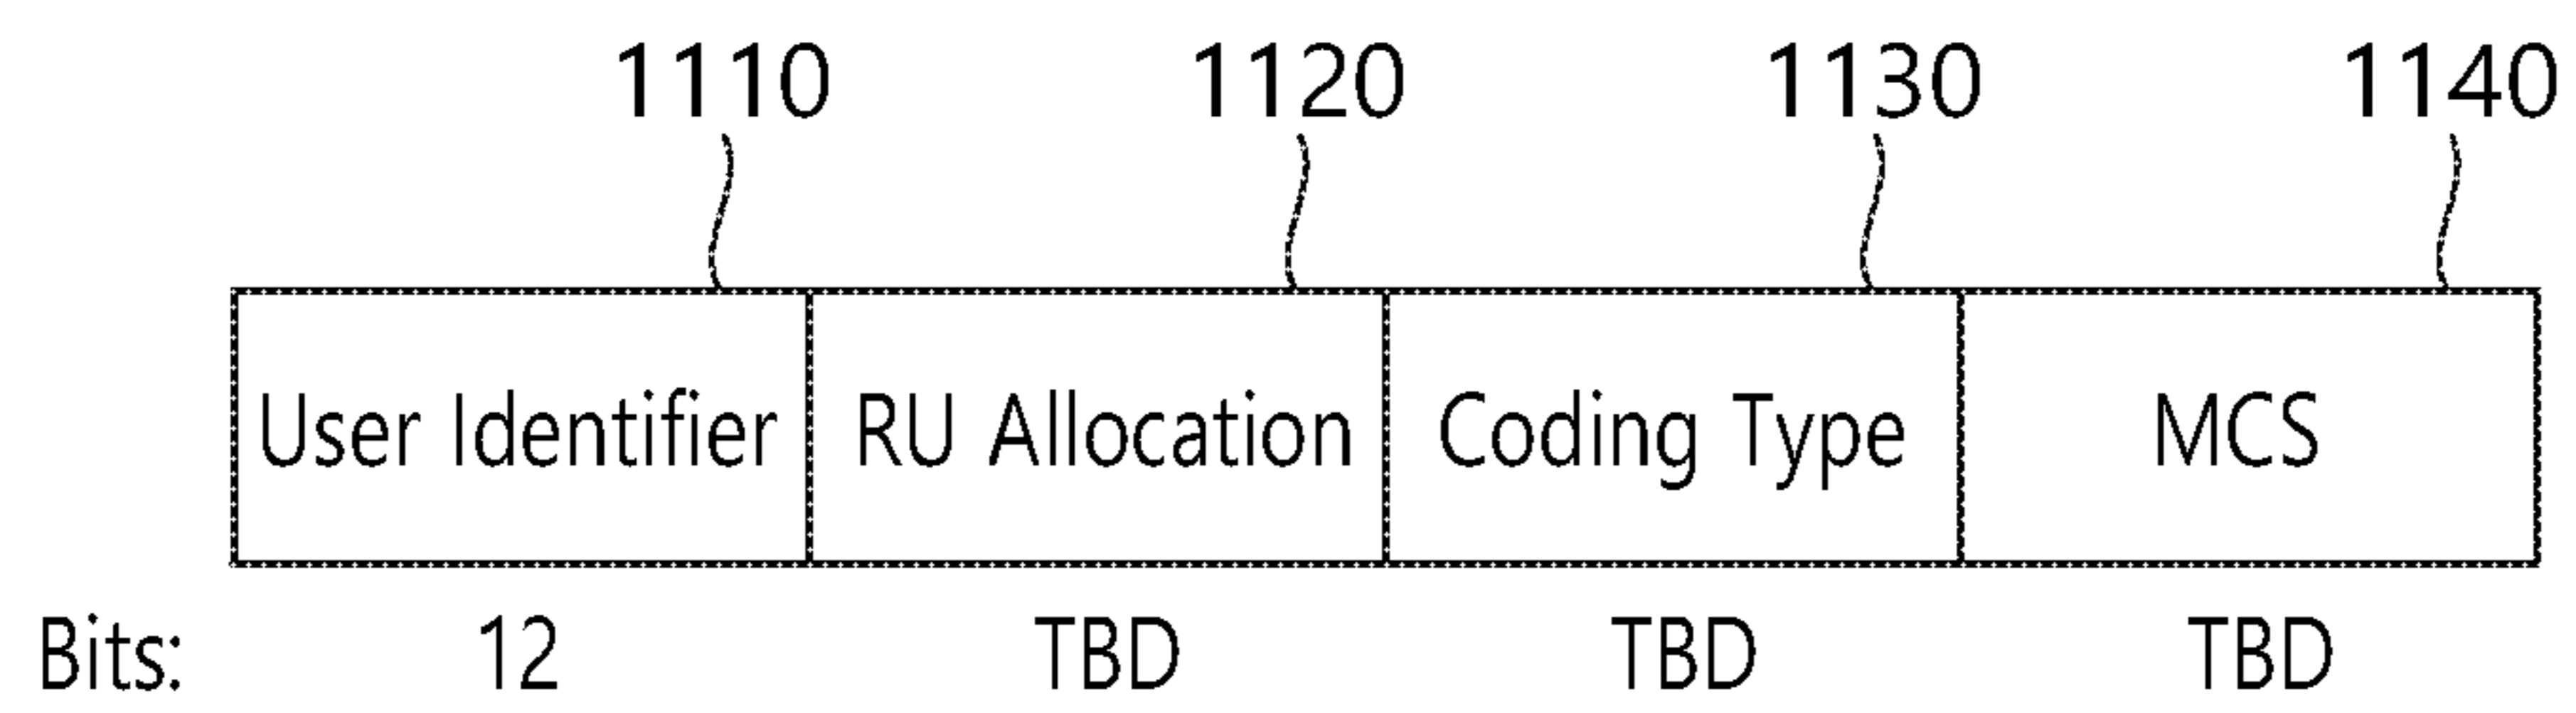 1110 1120 1130 1140
User Identifier RU Allocation Coding Type MCS
Bits: 12 TBD TBD TBD